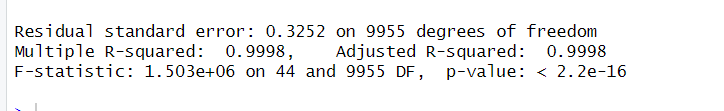 Residual standard error: 0.3252 on 9955 degrees of freedom
Multiple R-squared:  0.9998,    Adjusted R-squared:  0.9998
F-statistic: 1.503e+06 on 44 and 9955 DF,  p-value: < 2.2e-16